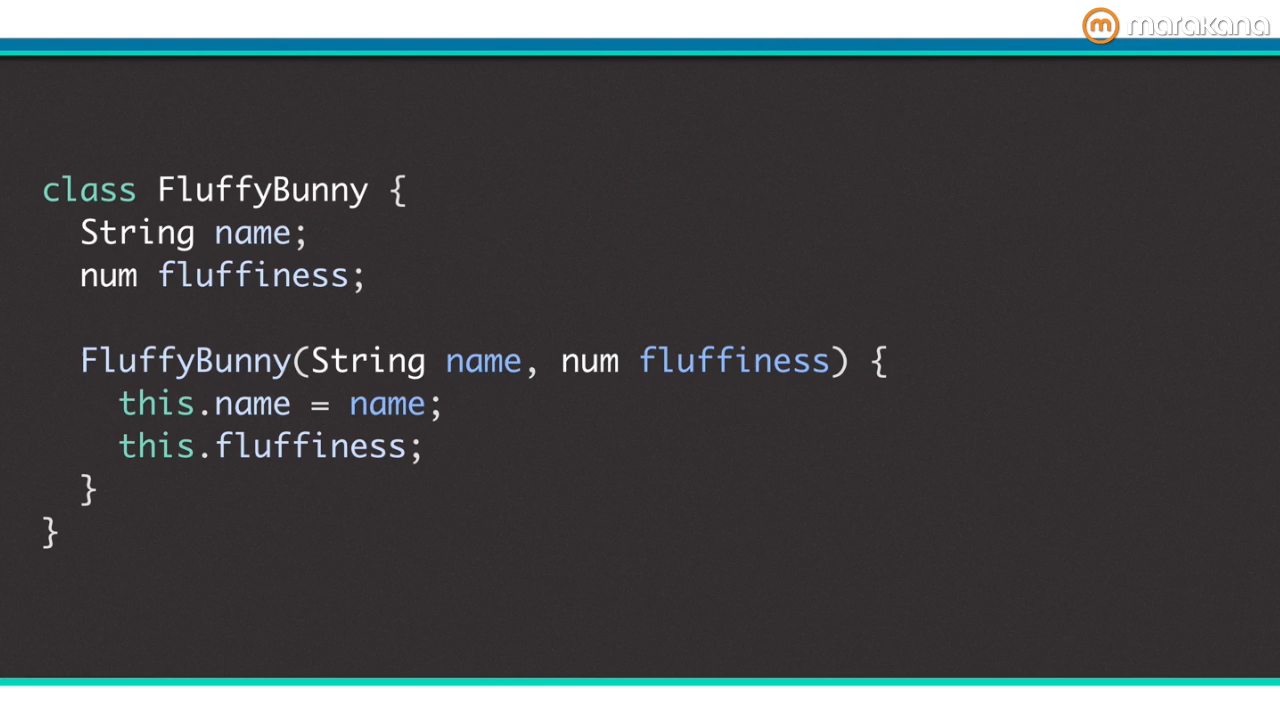 marakana
class FluffyBunny {
String name;
num fluffiness;
FluffyBunny(String name, num fluffiness) {
this.name = name;
this.fluffiness;
}
}